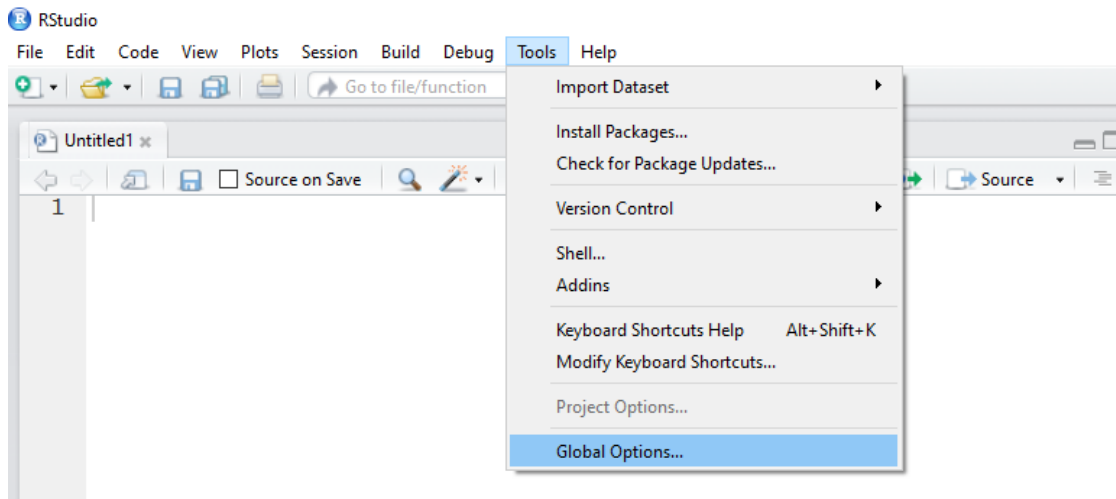 RStudio
File Edit Code View Plots Session Build Debug Tools Help
Go to file/function
Import Dataset
Untitled1
Install Packages...
Check for Package Updates...
Source on Save
Source
1
Version Control
Shell...
Addins
Keyboard Shortcuts Help Alt+Shift+K
Modify Keyboard Shortcuts...
Project Options...
Global Options...